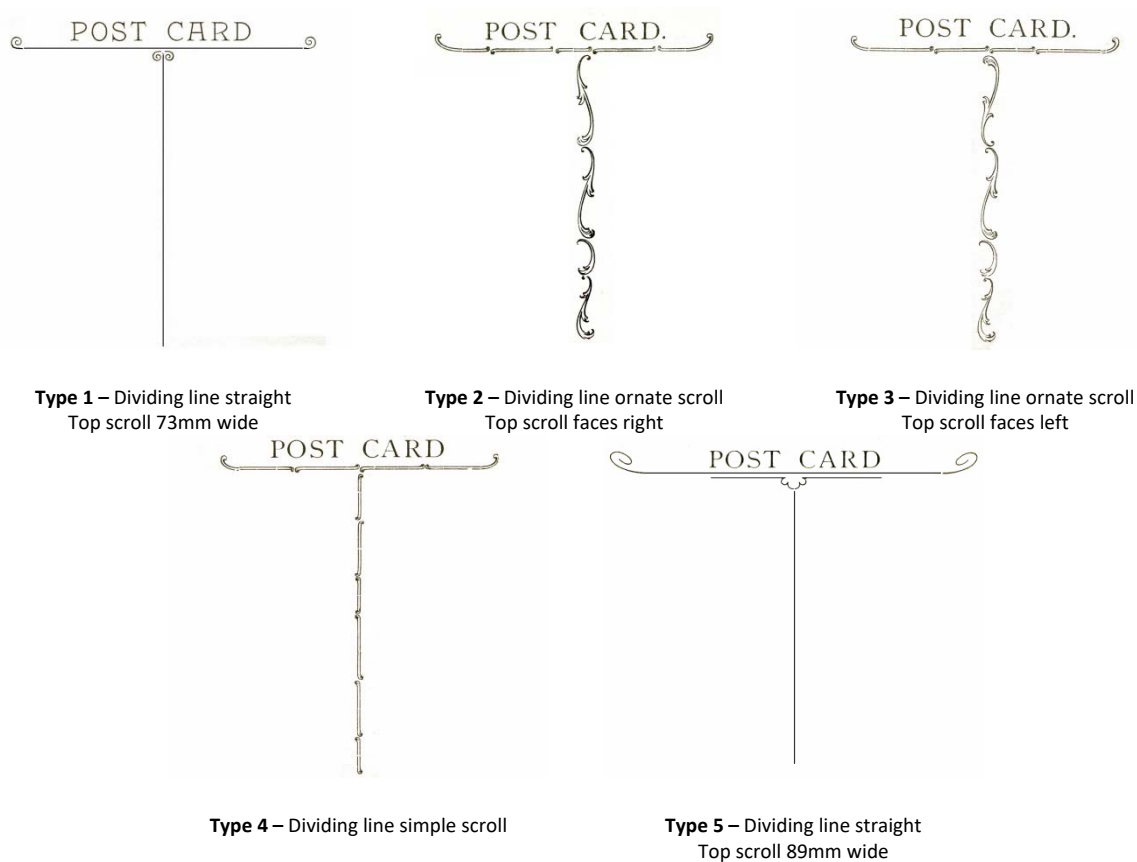 POST CARD
POST CARD.
POST CARD.
Type 1 – Dividing line straight
Top scroll 73mm wide
Type 2 – Dividing line ornate scroll
Top scroll faces right
Type 3 – Dividing line ornate scroll
Top scroll faces left
POST CARD
POST CARD
Type 4 – Dividing line simple scroll
Type 5 – Dividing line straight
Top scroll 89mm wide